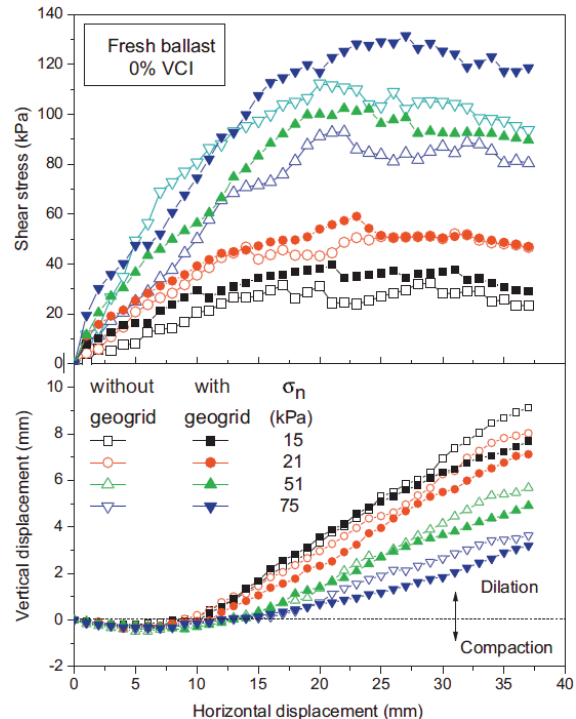 Fresh ballast
0% VCI
140
120
100
80
60
40
20
0
Shear stress (kPa)
without
geogrid
with
geogrid
σn
(kPa)
15
21
51
75
10
8
6
4
2
0
-2
Vertical displacement (mm)
Dilation
Compaction
0 5 10 15 20 25 30 35 40
Horizontal displacement (mm)